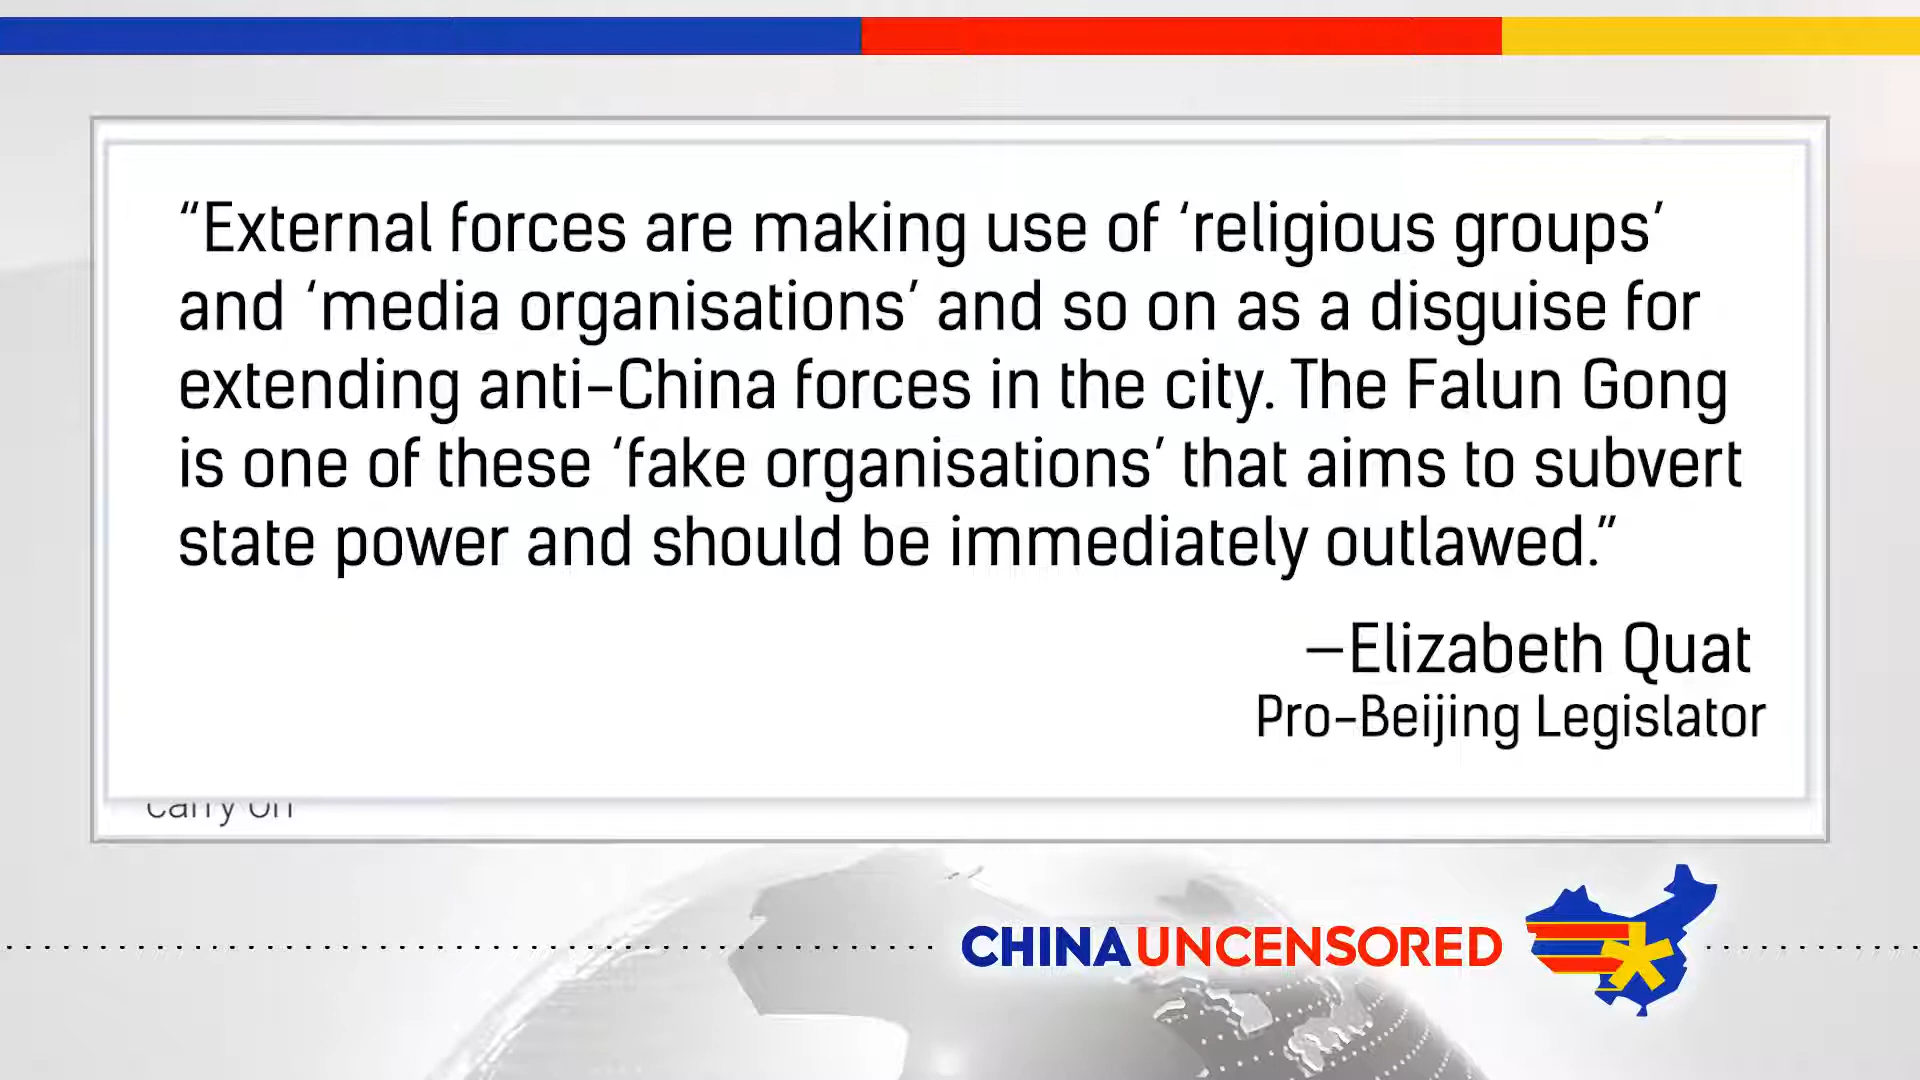 “External forces are making use of ‘religious groups’
and ‘media organisations’ and so on as a disguise for
extending anti-China forces in the city. The Falun Gong
is one of these ‘fake organisations’ that aims to subvert
state power and should be immediately outlawed.”
—Elizabeth Quat
Pro-Beijing Legislator
carry on
CHINAUNCENSORED